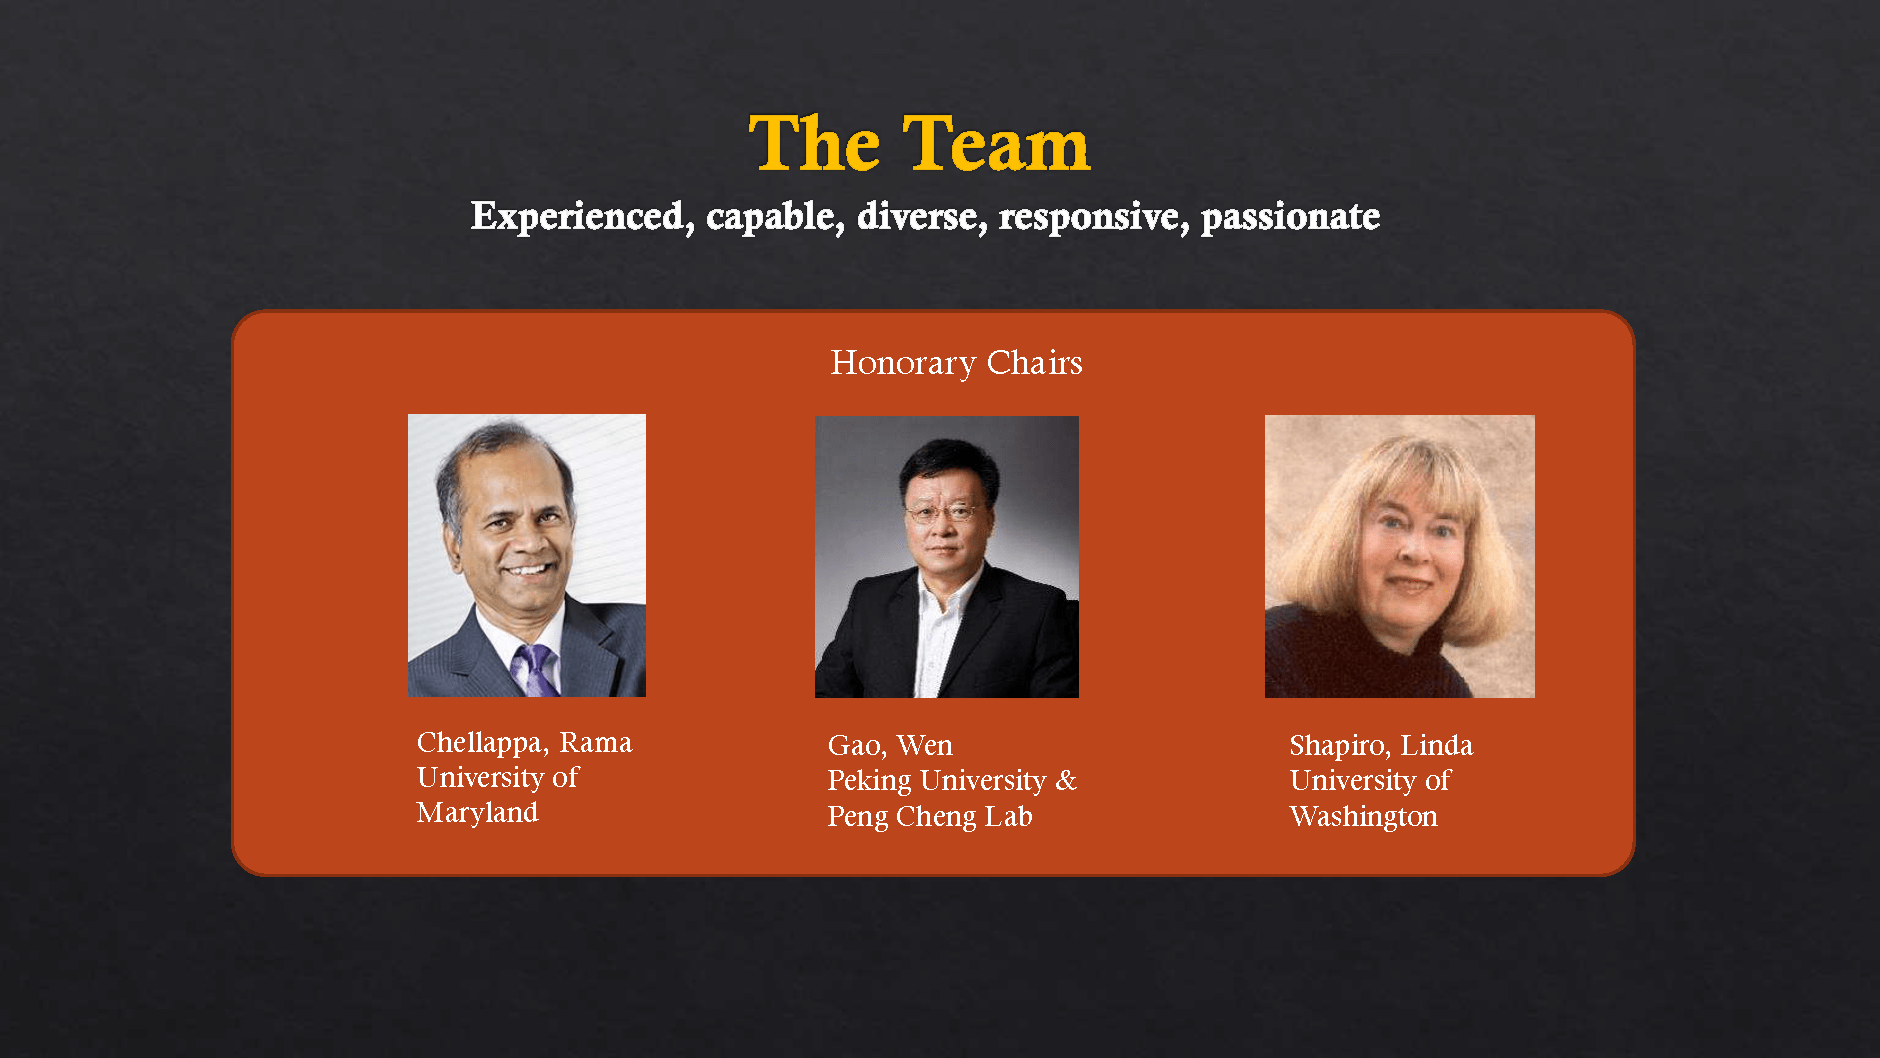 The Team
Experienced, capable, diverse, responsive, passionate
Honorary Chairs
Chellappa, Rama
University of
Maryland
Gao, Wen
Peking University &
Peng Cheng Lab
Shapiro, Linda
University of
Washington